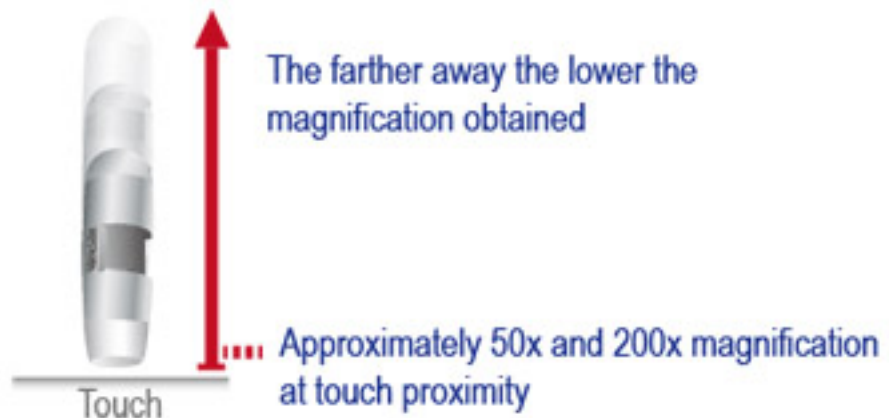 The farther away the lower the
magnification obtained
Approximately 50x and 200x magnification
at touch proximity
Touch